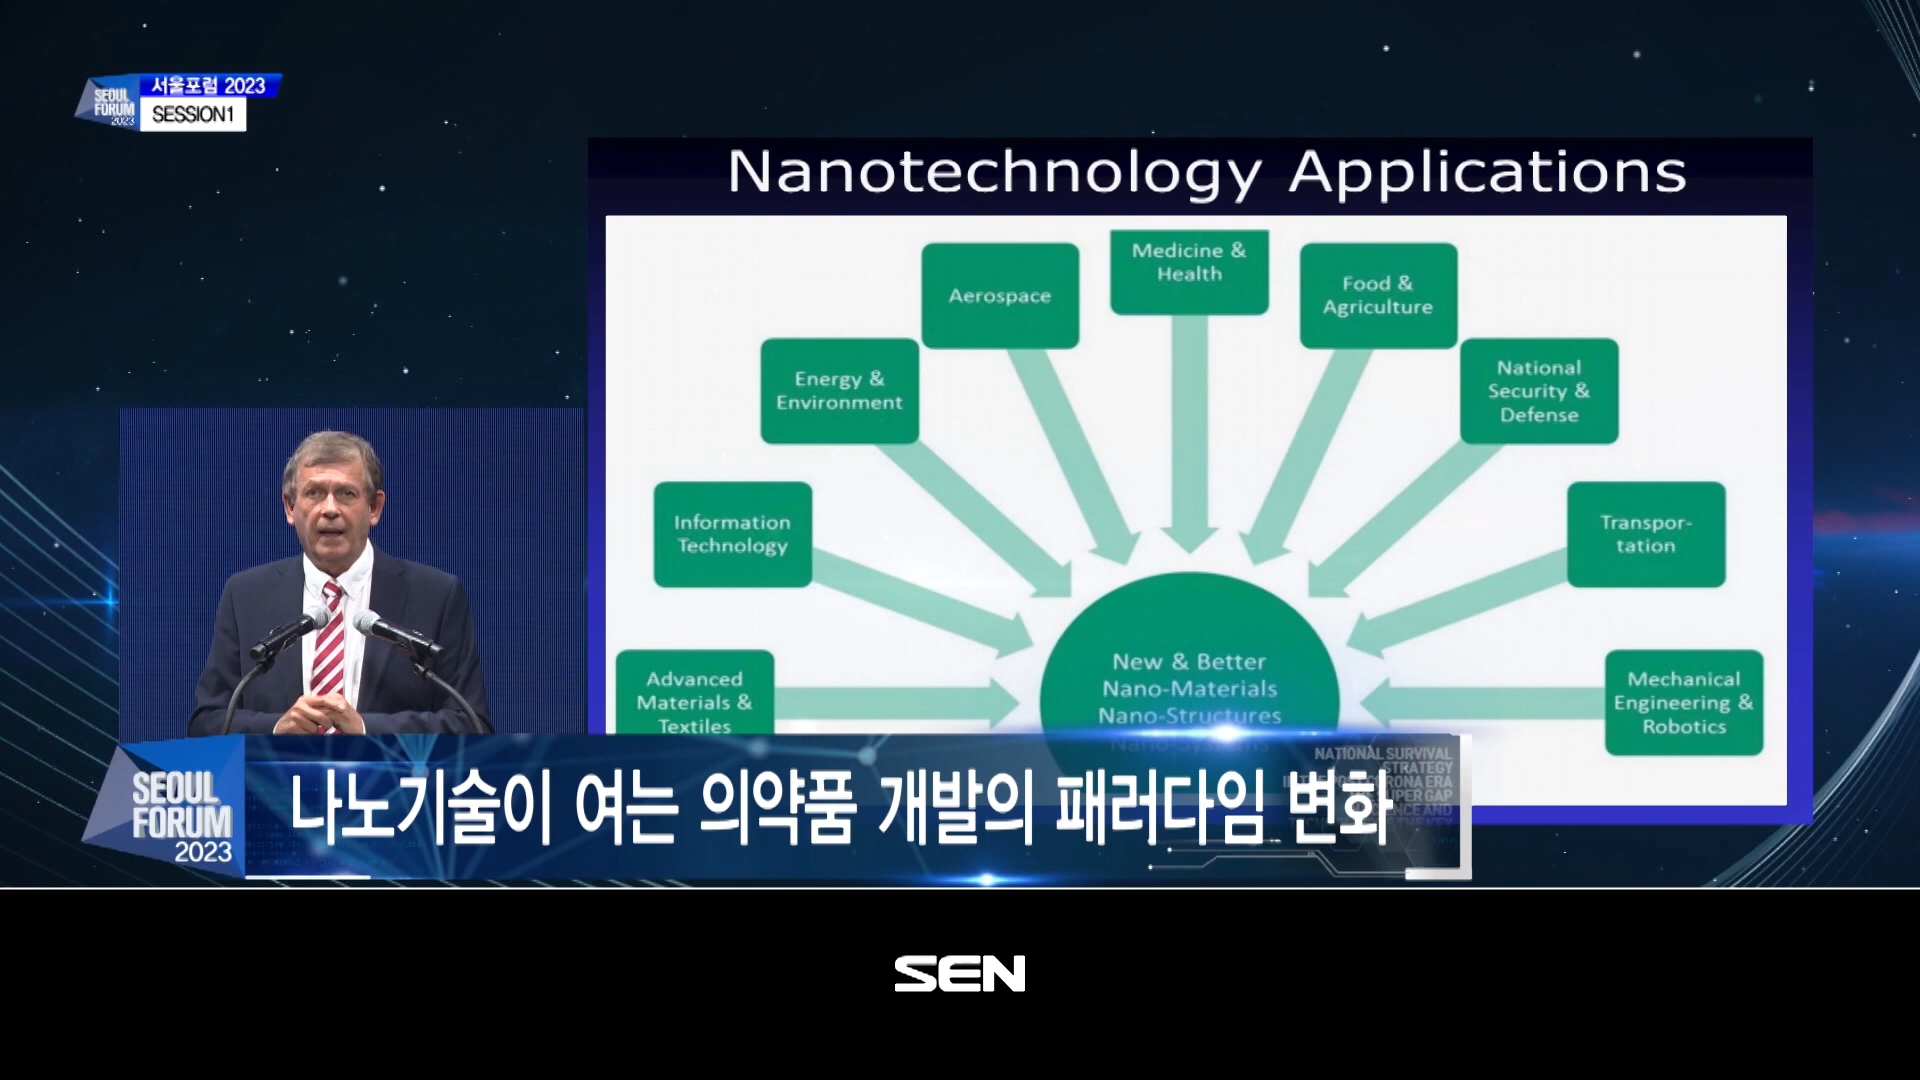 서울포럼 2023
SEOUL
FORUM
2023
SESSION1
Nanotechnology Applications
Medicine &
Health
Aerospace
Food &
Agriculture
Energy &
Environment
National
Security &
Defense
Information
Technology
Transpor-
tation
Advanced
Materials &
Textiles
New & Better
Nano-Materials
Nano-Structures
Nano-Systems
Mechanical
Engineering &
Robotics
NATIONAL SURVIVAL
STRATEGY
SEOUL
FORUM
2023
나노기술이 여는 의약품 개발의 패러다임 변화
SEN